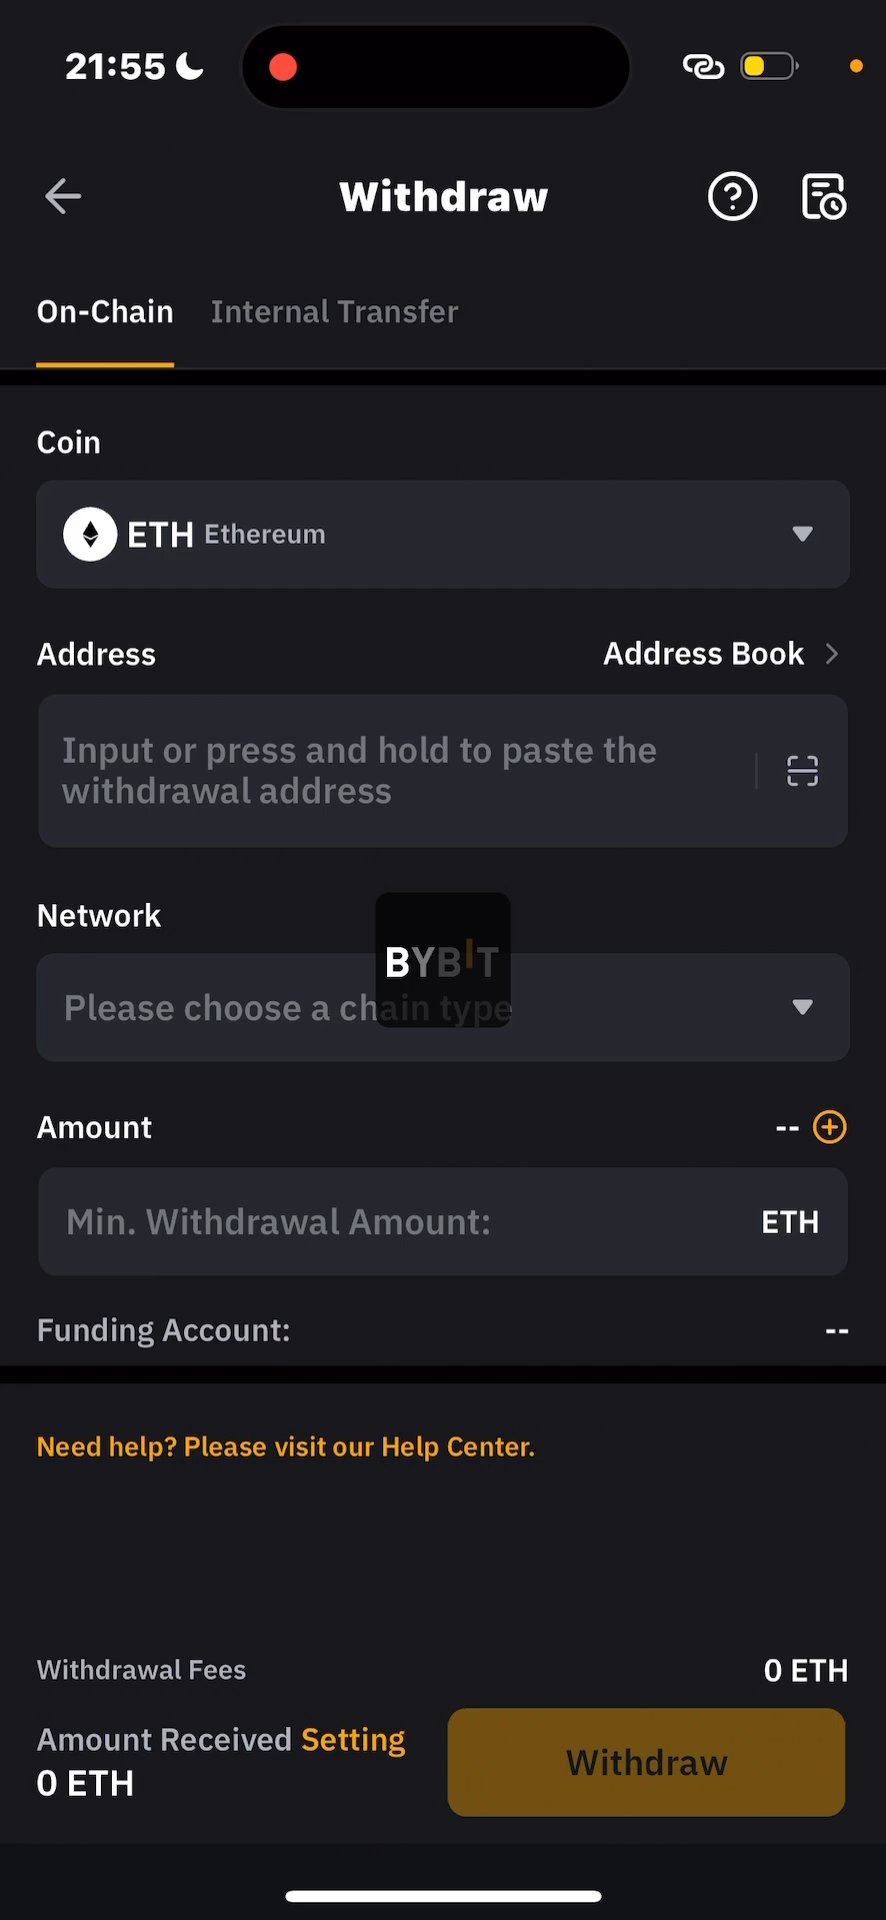 21:55
Withdraw
On-Chain Internal Transfer
Coin
ETH Ethereum
Address Address Book
Input or press and hold to paste the
withdrawal address
Network
BYBIT
Please choose a chain type
Amount -- 
Min. Withdrawal Amount: ETH
Funding Account: --
Need help? Please visit our Help Center.
Withdrawal Fees 0 ETH
Amount Received Setting
0 ETH
Withdraw